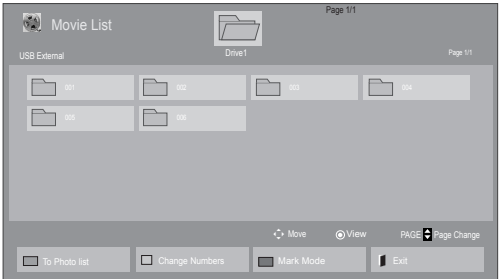 Page 1/1
Movie List
USB External
Drive1
Page 1/1
001
002
003
004
005
006
Move
View
PAGE
Page Change
To Photo list
Change Numbers
Mark Mode
Exit